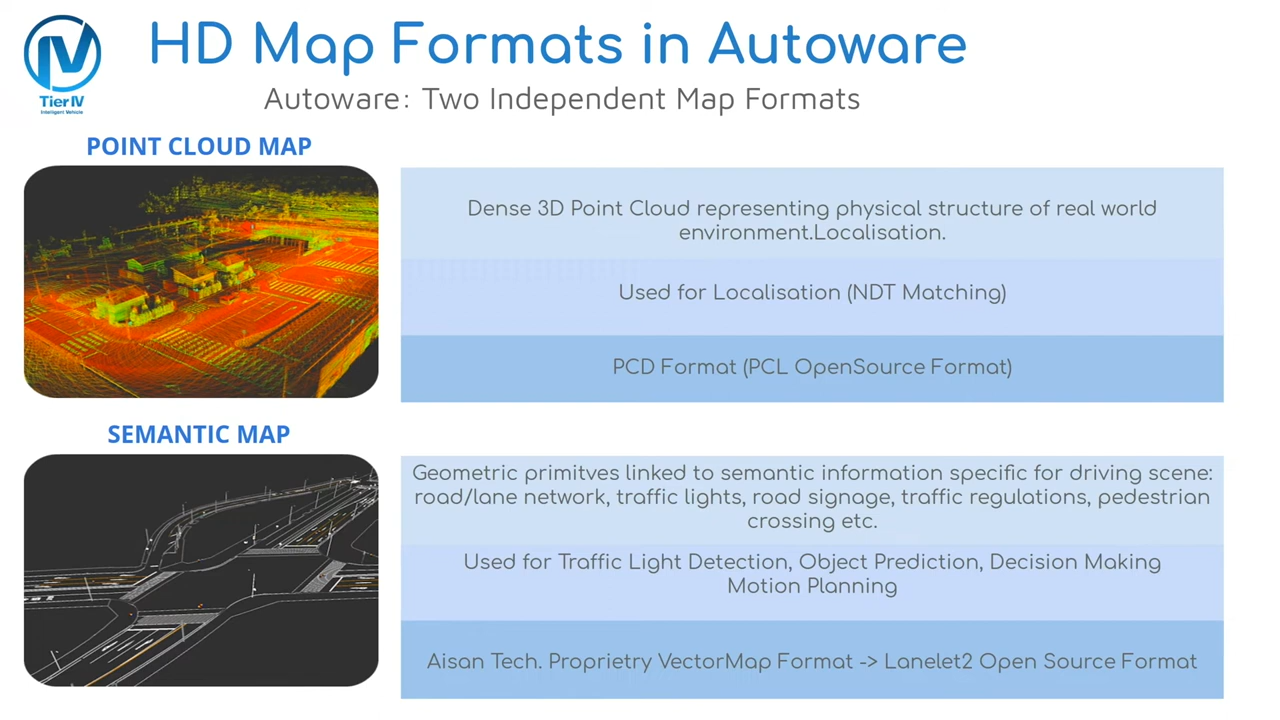 HD Map Formats in Autoware
Autoware: Two Independent Map Formats
TierIV
Intelligent Vehicle
POINT CLOUD MAP
Dense 3D Point Cloud representing physical structure of real world
environment.Localisation.
Used for Localisation (NDT Matching)
PCD Format (PCL OpenSource Format)
SEMANTIC MAP
Geometric primitves linked to semantic information specific for driving scene:
road/lane network, traffic lights, road signage, traffic regulations, pedestrian
crossing etc.
Used for Traffic Light Detection, Object Prediction, Decision Making
Motion Planning
Aisan Tech. Proprietry VectorMap Format -> Lanelet2 Open Source Format